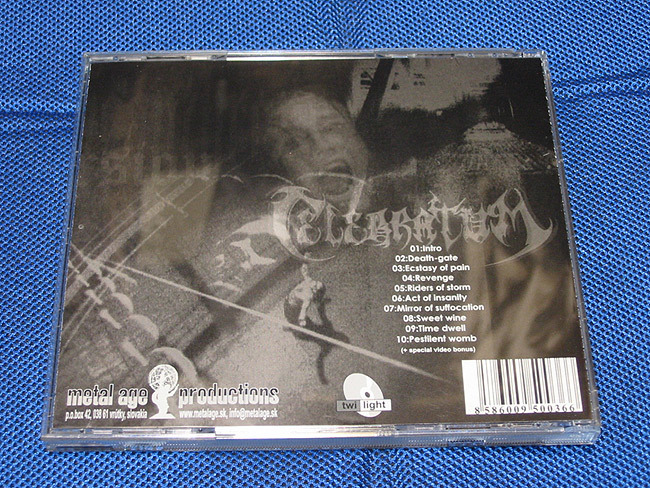 CELEBRATUM
01:Intro
02:Death-gate
03:Ecstasy of pain
04:Revenge
05:Riders of storm
06:Act of insanity
07:Mirror of suffocation
08:Sweet wine
09:Time dwell
10:Pestilent womb
(+ special video bonus)
metal age productions
p.o.box 42, 038 61 vrútky, slovakia www.metalage.sk, info@metalage.sk
twilight
8 586009 500366